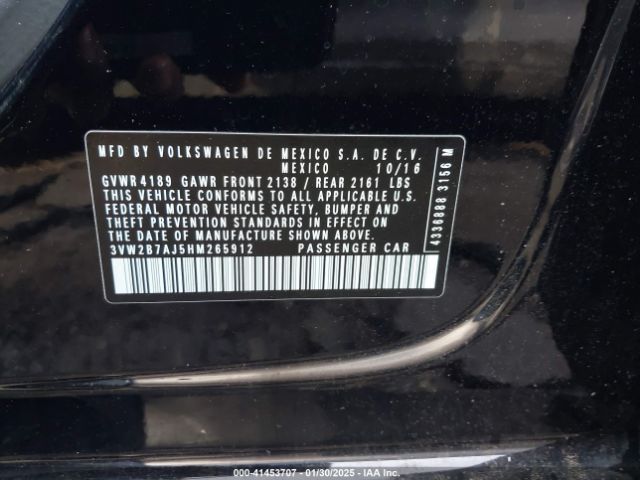 MFD BY VOLKSWAGEN DE MEXICO S.A. DE C.V.
MEXICO 10/16
GVWR 4189 GAWR FRONT 2138 / REAR 2161 LBS
THIS VEHICLE CONFORMS TO ALL APPLICABLE U.S.
FEDERAL MOTOR VEHICLE SAFETY, BUMPER AND
THEFT PREVENTION STANDARDS IN EFFECT ON
DATE OF MANUFACTURE SHOWN ABOVE.
3VW2B7AJ5HM265912 PASSENGER CAR
4336888 3156 M
000-41453707 - 01/30/2025 - IAA Inc.